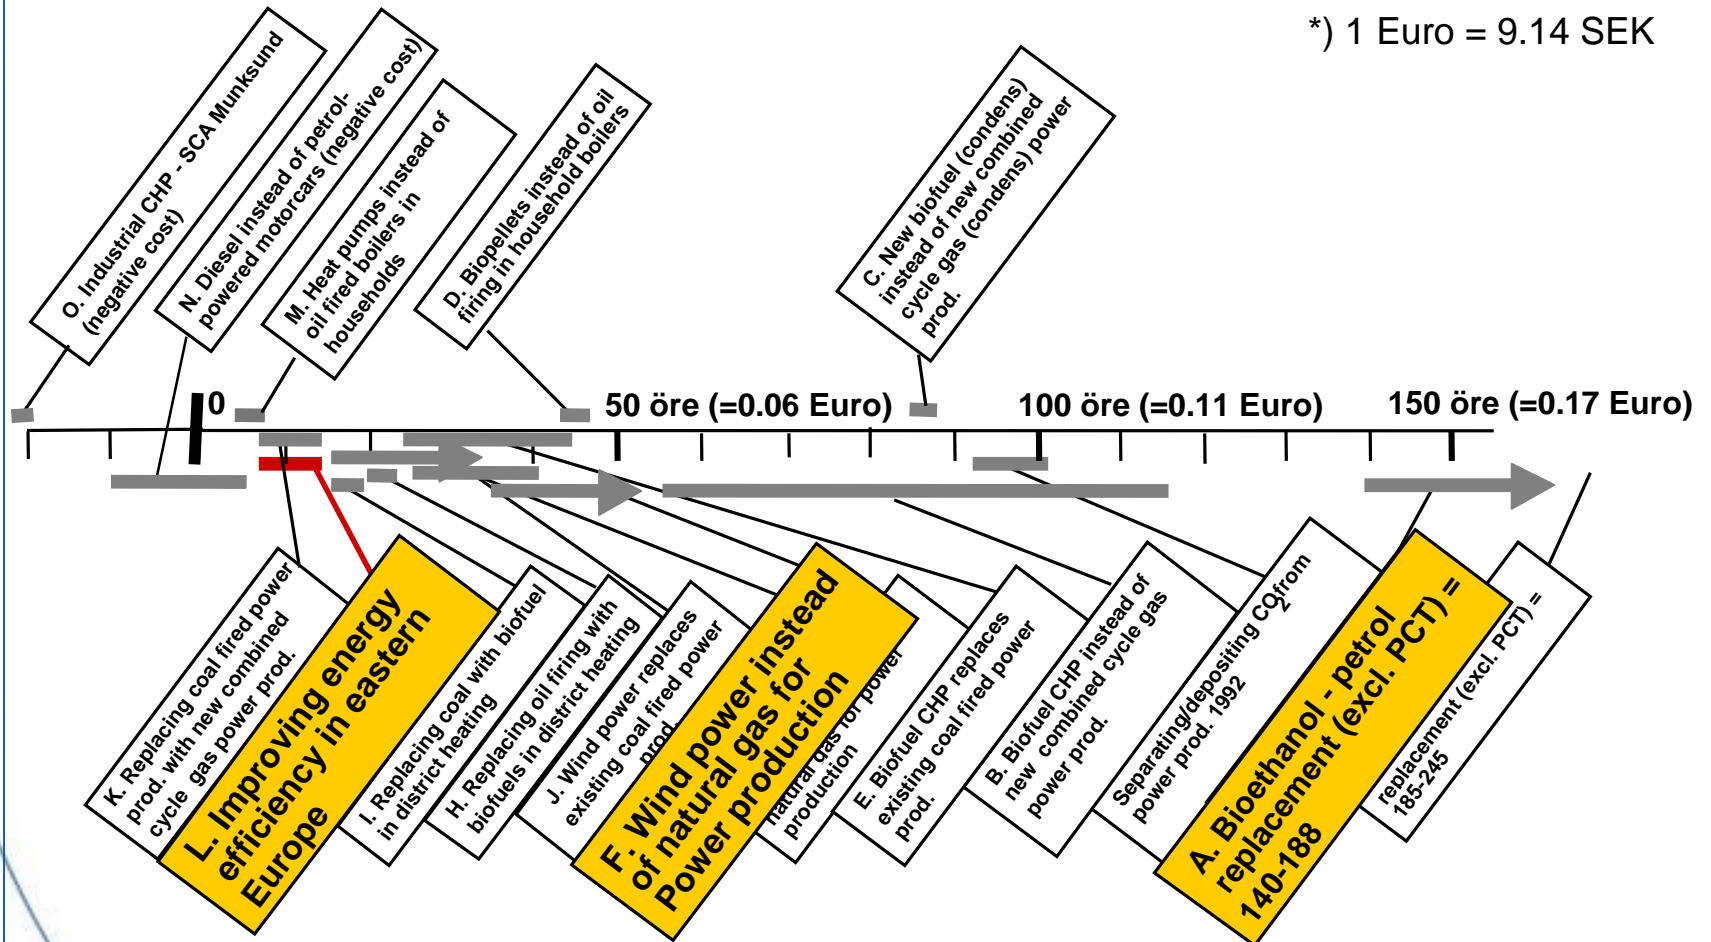 *) 1 Euro = 9.14 SEK
O. Industrial CHP - SCA Munksund
(negative cost)
N. Diesel instead of petrol-
powered motorcars (negative cost)
M. Heat pumps instead of
oil fired boilers in
households
D. Biopellets instead of oil
firing in household boilers
C. New biofuel (condens)
instead of new combined
cycle gas (condens) power
prod.
0
50 öre (=0.06 Euro)
100 öre (=0.11 Euro)
150 öre (=0.17 Euro)
K. Replacing coal fired power
prod. with new combined
cycle gas power prod.
L. Improving energy
efficiency in eastern
Europe
I. Replacing coal with biofuel
in district heating
H. Replacing oil firing with
biofuels in district heating
J. Wind power replaces
existing coal fired power
prod.
F. Wind power instead
of natural gas for
Power production
natural gas for power
production
E. Biofuel CHP replaces
existing coal fired power
prod.
B. Biofuel CHP instead of
new combined cycle gas
power prod.
Separating/depositing CO2 from
power prod. 1992
A. Bioethanol - petrol
replacement (excl. PCT) =
140-188
replacement (excl. PCT) =
185-245